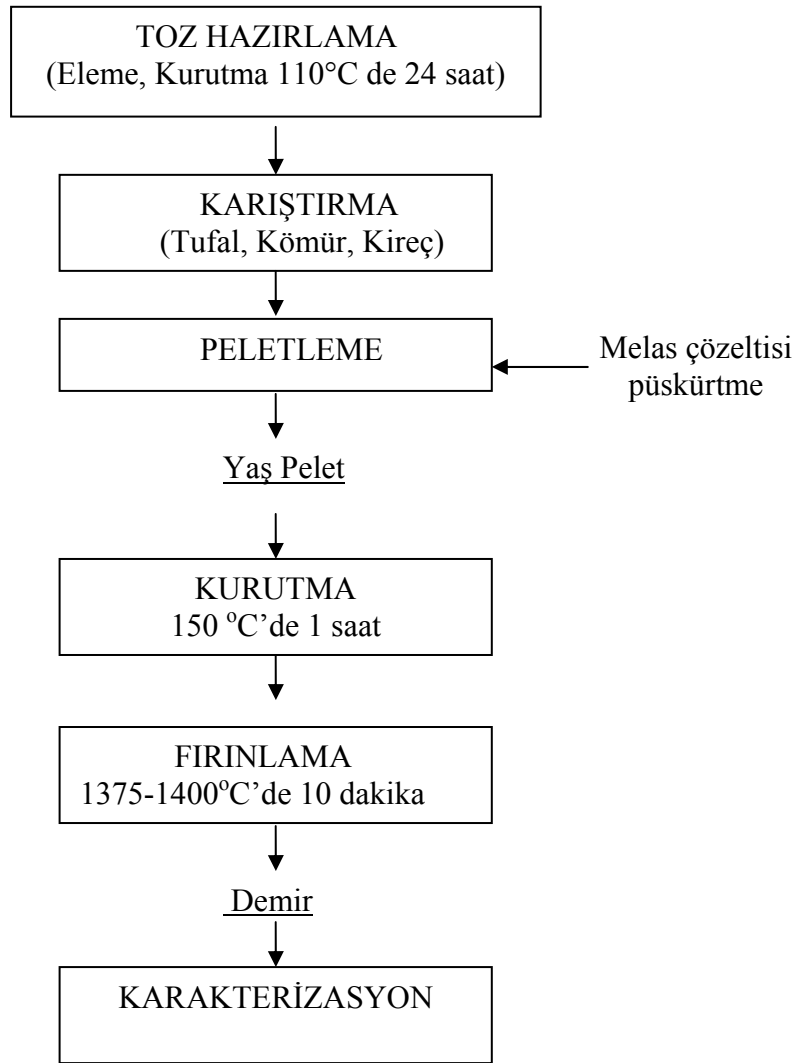 TOZ HAZIRLAMA
(Eleme, Kurutma 110°C de 24 saat)
KARIŞTIRMA
(Tufal, Kömür, Kireç)
PELETLEME
Melas çözeltisi
püskürtme
Yaş Pelet
KURUTMA
150 °C’de 1 saat
FIRINLAMA
1375-1400°C’de 10 dakika
Demir
KARAKTERİZASYON